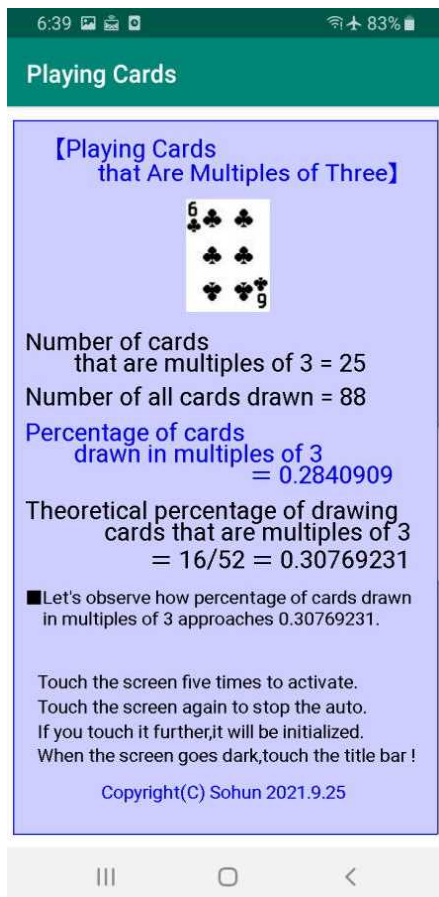 6:39 83%
Playing Cards
【Playing Cards
that Are Multiples of Three】
6
6
Number of cards
that are multiples of 3 = 25
Number of all cards drawn = 88
Percentage of cards
drawn in multiples of 3
= 0.2840909
Theoretical percentage of drawing
cards that are multiples of 3
= 16/52 = 0.30769231
■Let's observe how percentage of cards drawn
in multiples of 3 approaches 0.30769231.
Touch the screen five times to activate.
Touch the screen again to stop the auto.
If you touch it further,it will be initialized.
When the screen goes dark,touch the title bar !
Copyright(C) Sohun 2021.9.25